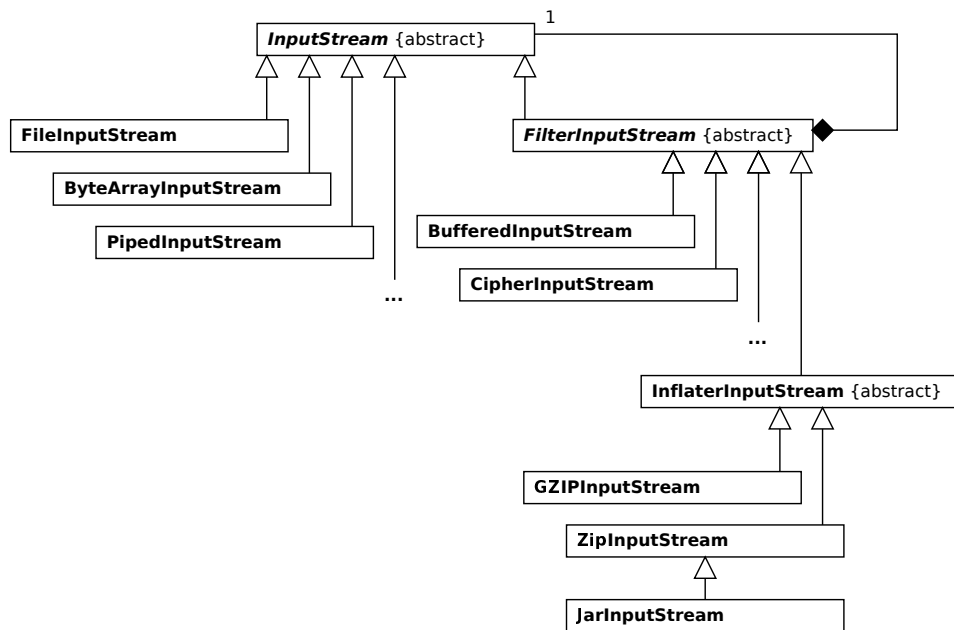 1
InputStream {abstract}
FileInputStream
FilterInputStream {abstract}
ByteArrayInputStream
PipedInputStream
BufferedInputStream
CipherInputStream
...
...
InflaterInputStream {abstract}
GZIPInputStream
ZipInputStream
JarInputStream